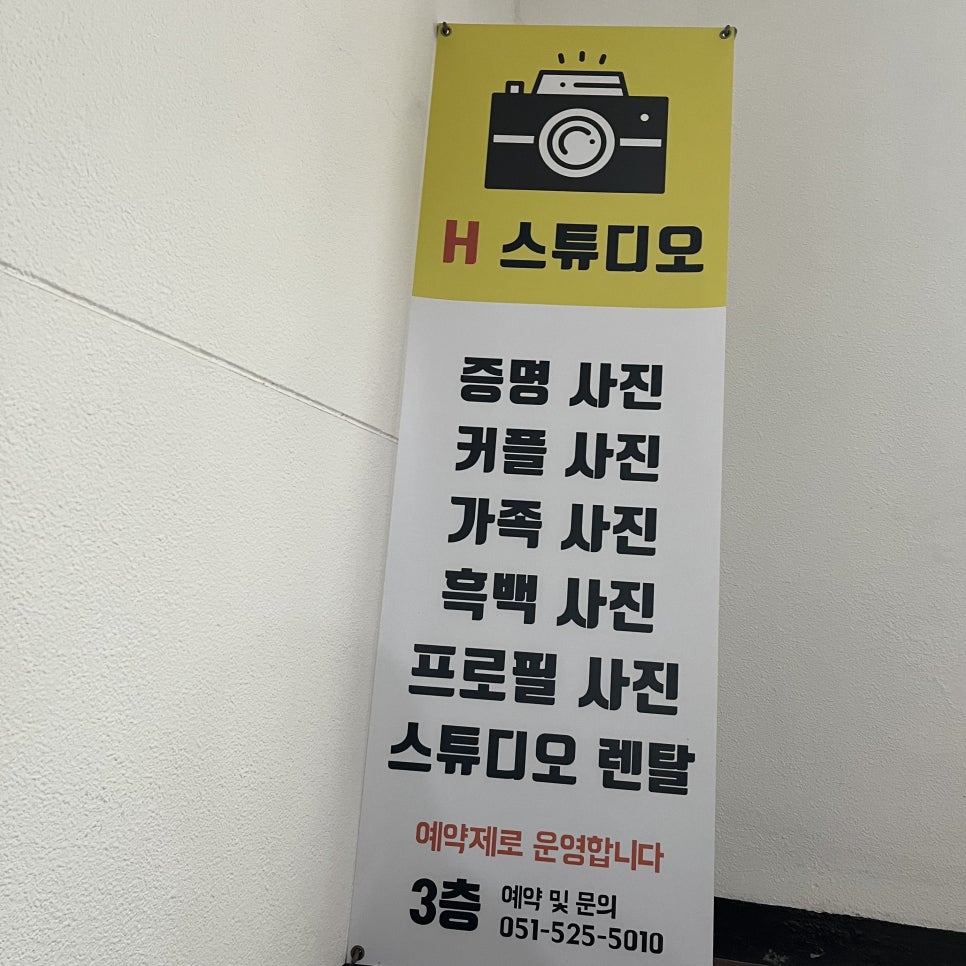 H 스튜디오
증명 사진
커플 사진
가족 사진
흑백 사진
프로필 사진
스튜디오 렌탈
예약제로 운영합니다
3층 예약 및 문의
051-525-5010